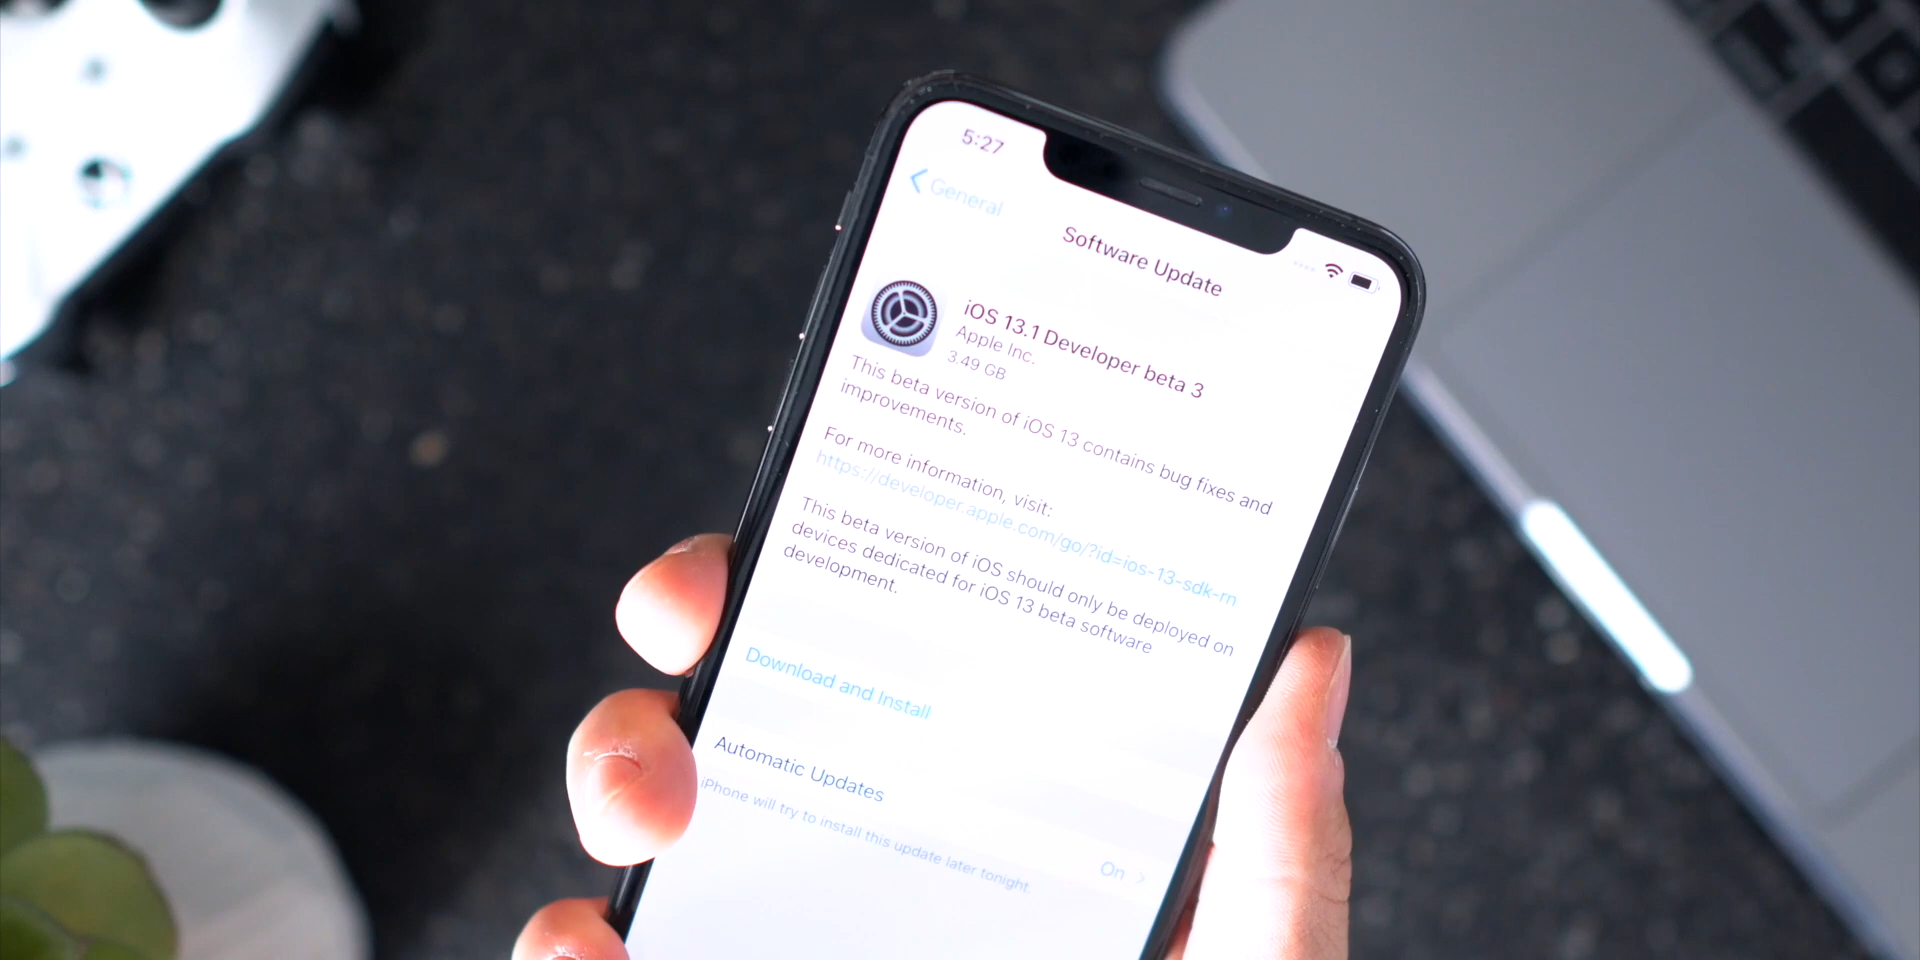 5:27
General
Software Update
iOS 13.1 Developer beta 3
Apple Inc.
3.49 GB
This beta version of iOS 13 contains bug fixes and
improvements.
For more information, visit:
https://developer.apple.com/go/?id=ios-13-sdk-rn
This beta version of iOS should only be deployed on
devices dedicated for iOS 13 beta software
development.
Download and Install
Automatic Updates
On
iPhone will try to install this update later tonight.